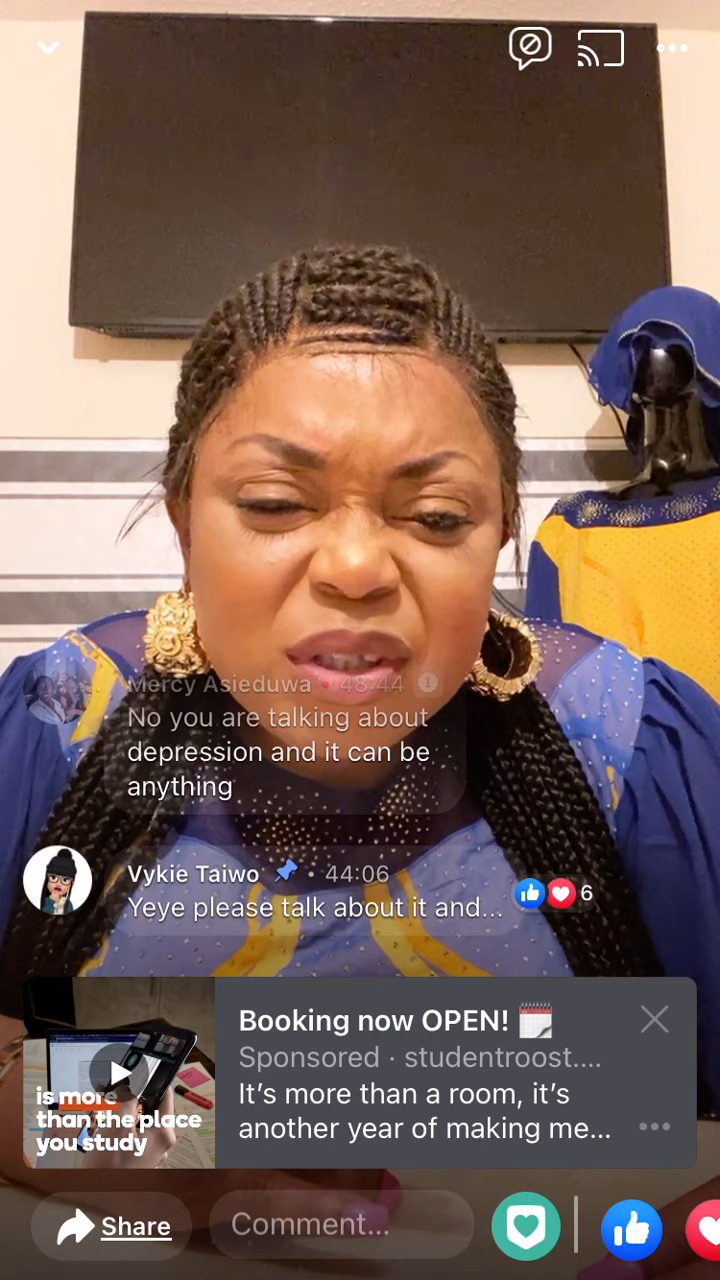 Mercy Asieduwa • 48:44
No you are talking about
depression and it can be
anything
Vykie Taiwo • 44:06
Yeye please talk about it and...
6
is more
than the place
you study
Booking now OPEN!
Sponsored · studentroost....
It's more than a room, it's
another year of making me...
Share
Comment...